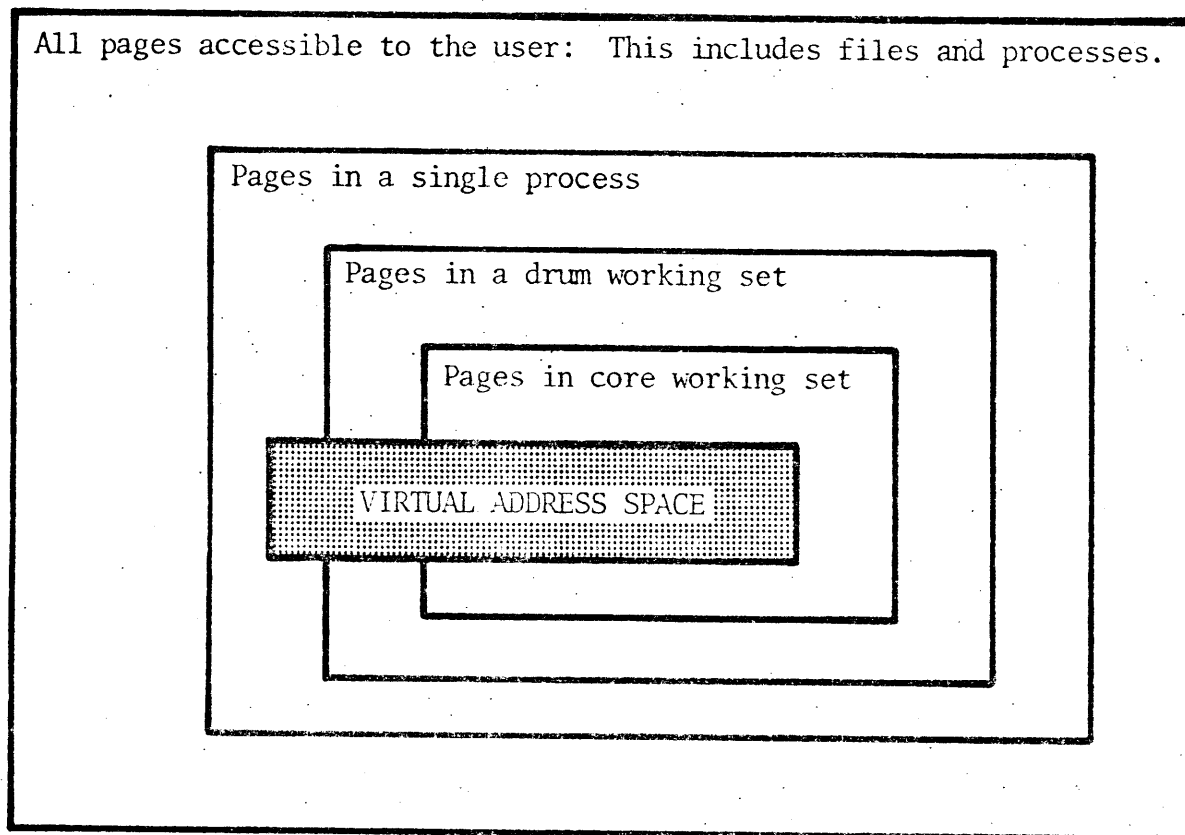 All pages accessible to the user: This includes files and processes.
Pages in a single process
Pages in a drum working set
Pages in core working set
VIRTUAL ADDRESS SPACE